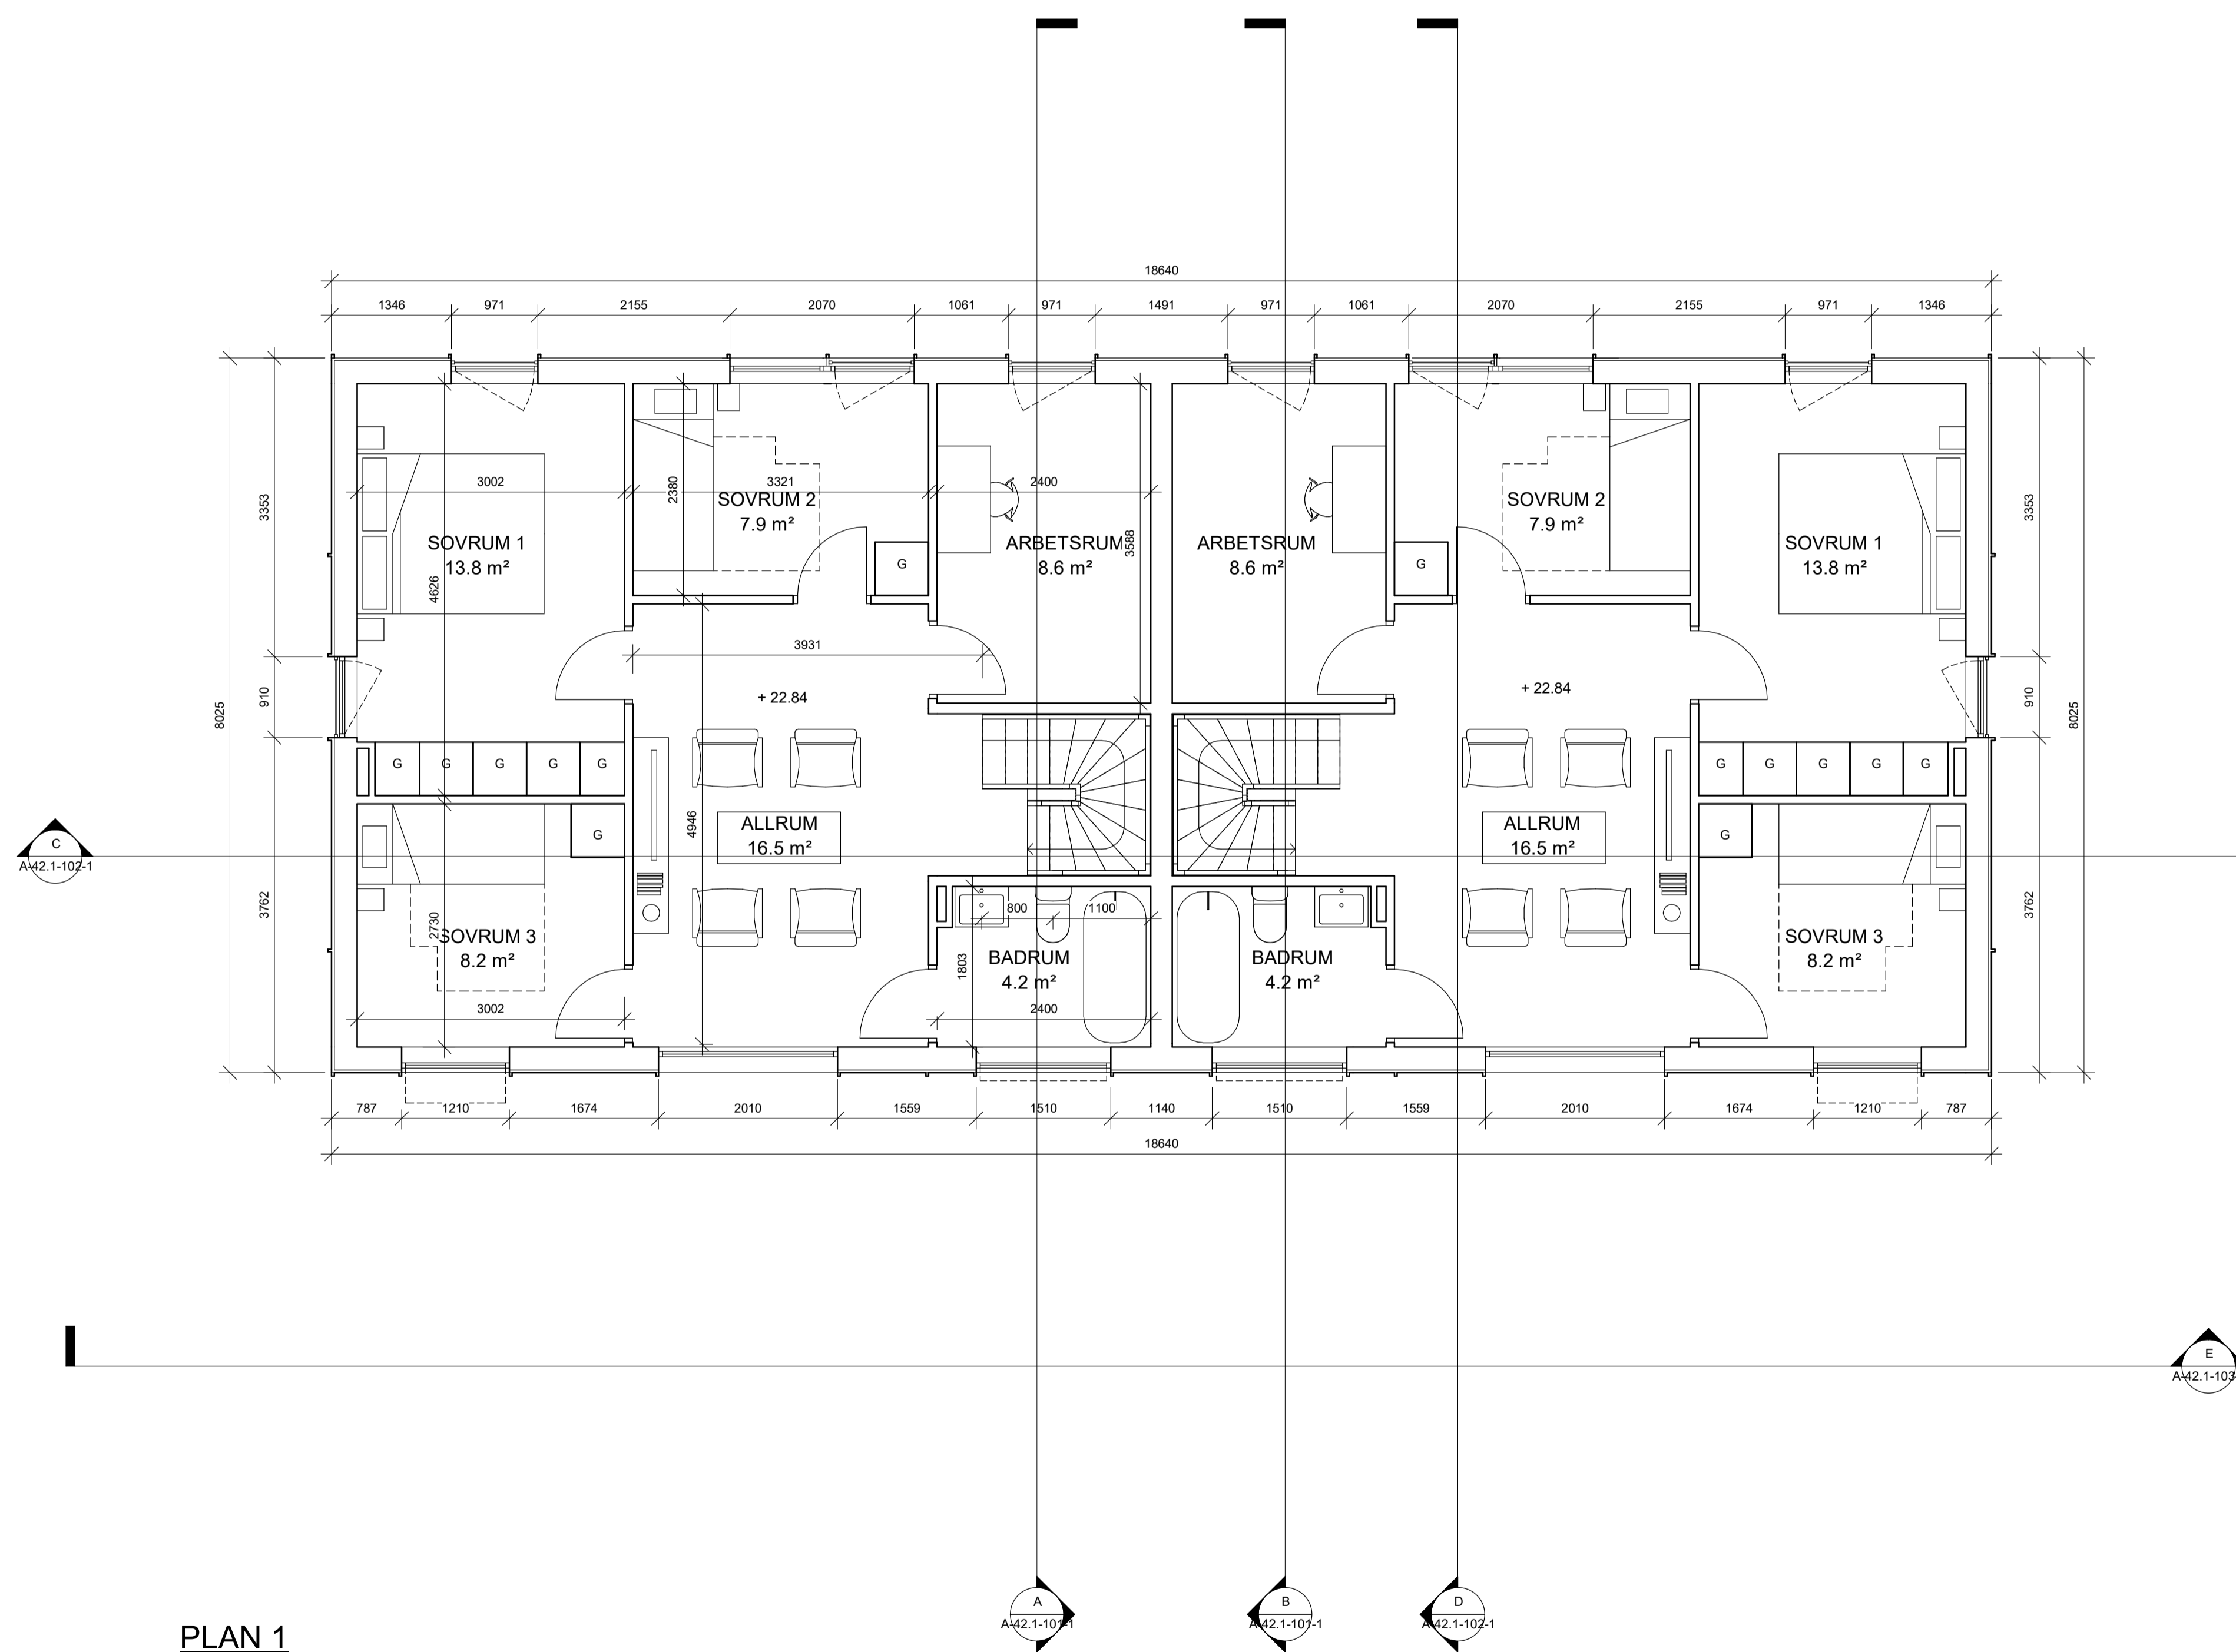 18640
1346 971 2155 2070 1061 971 1491 971 1061 2070 2155 971 1346
3002 3321 2400
2380
SOVRUM 2
7.9 m²
SOVRUM 2
7.9 m²
3353
3353
SOVRUM 1
13.8 m²
4626
ARBETSRUM
8.6 m²
3588
ARBETSRUM
8.6 m²
SOVRUM 1
13.8 m²
G
G
3931
+ 22.84
+ 22.84
8025
910
910
8025
G G G G G
G G G G G
4946
ALLRUM
16.5 m²
ALLRUM
16.5 m²
G
G
C
A-42.1-102-1
3762
3762
2730
SOVRUM 3
8.2 m²
800 1100
1803
BADRUM
4.2 m²
BADRUM
4.2 m²
SOVRUM 3
8.2 m²
3002
2400
787 1210 1674 2010 1559 1510 1140 1510 1559 2010 1674 1210 787
18640
E
A-42.1-103
A
A-42.1-101-1
B
A-42.1-101-1
D
A-42.1-102-1
PLAN 1